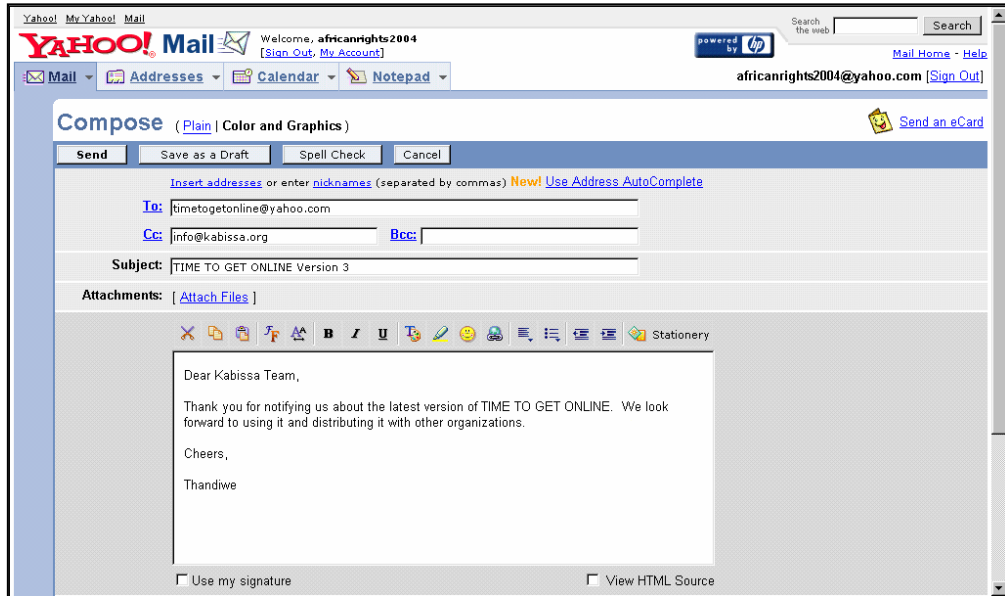 Yahoo! My Yahoo! Mail
YAHOO! Mail
Welcome, africanrights2004
[Sign Out, My Account]
powered by hp
Search the web
Search
Mail Home - Help
Mail Addresses Calendar Notepad
africanrights2004@yahoo.com [Sign Out]
Compose ( Plain | Color and Graphics )
Send an eCard
Send Save as a Draft Spell Check Cancel
Insert addresses or enter nicknames (separated by commas) New! Use Address AutoComplete
To: timetogetonline@yahoo.com
Cc: info@kabissa.org Bcc:
Subject: TIME TO GET ONLINE Version 3
Attachments: [ Attach Files ]
B I U Stationery
Dear Kabissa Team,
Thank you for notifying us about the latest version of TIME TO GET ONLINE. We look
forward to using it and distributing it with other organizations.
Cheers,
Thandiwe
Use my signature View HTML Source